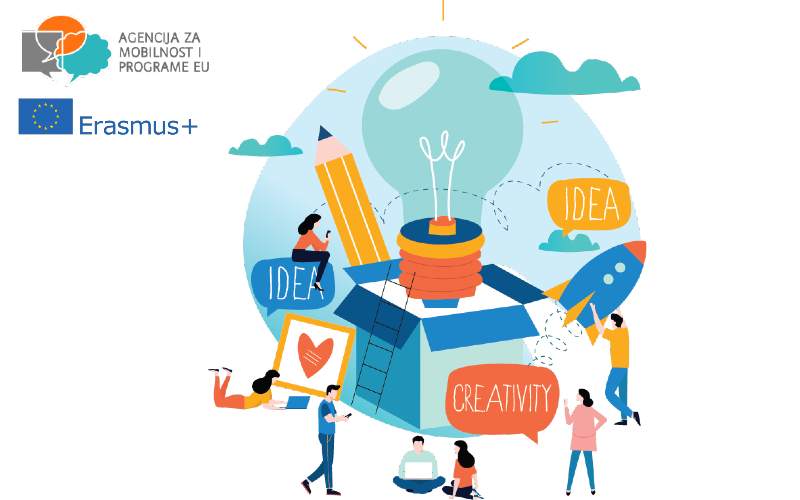 AGENCIJA ZA
MOBILNOST I
PROGRAME EU
Erasmus+
IDEA
IDEA
CREATIVITY